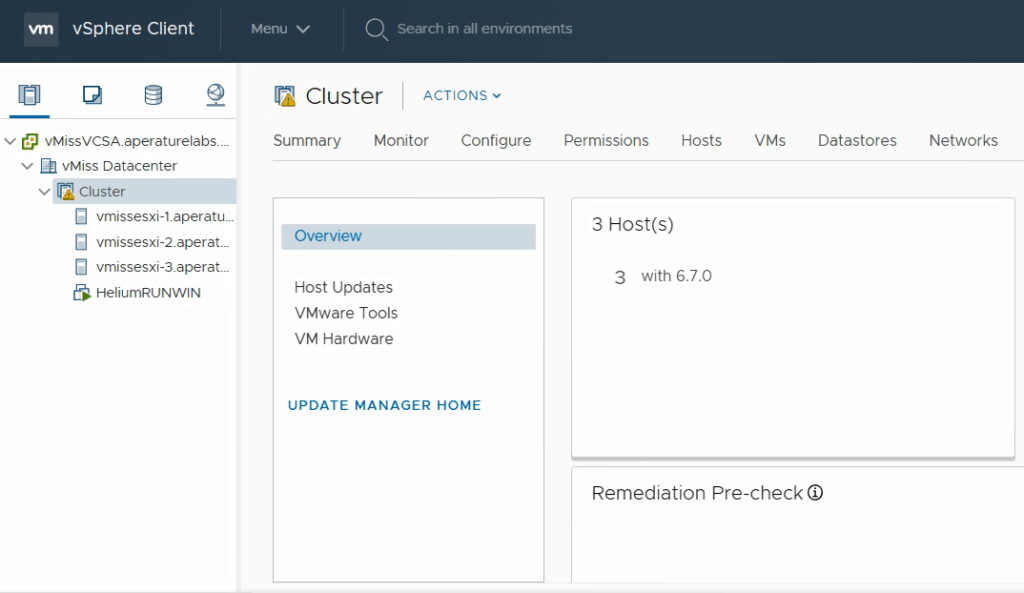 vm vSphere Client Menu Search in all environments
Cluster ACTIONS
Summary Monitor Configure Permissions Hosts VMs Datastores Networks
vMissVCSA.aperaturelabs....
vMiss Datacenter
Cluster
vmissesxi-1.aperatu...
vmissesxi-2.aperat...
vmissesxi-3.aperat...
HeliumRUNWIN
Overview
Host Updates
VMware Tools
VM Hardware
UPDATE MANAGER HOME
3 Host(s)
3 with 6.7.0
Remediation Pre-check